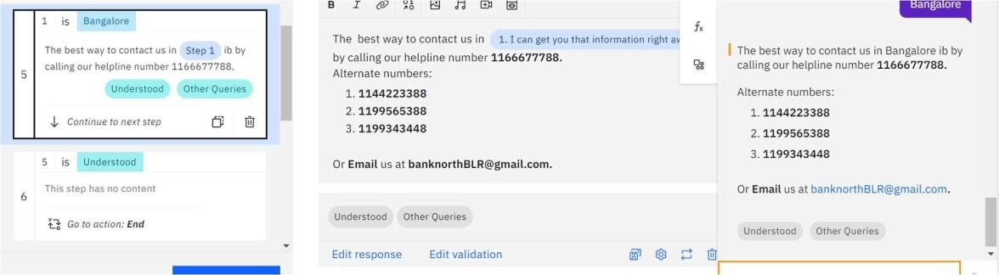 1 is Bangalore
The best way to contact us in Step 1 ib by
calling our helpline number 1166677788.
5
Understood Other Queries
Continue to next step
5 is Understood
This step has no content
6
Go to action: End
B I
The best way to contact us in 1. I can get you that information right
by calling our helpline number 1166677788.
Alternate numbers:
1. 1144223388
2. 1199565388
3. 1199343448
Or Email us at banknorthBLR@gmail.com.
Understood Other Queries
Edit response Edit validation
fx
Bangalore
The best way to contact us in Bangalore ib by
calling our helpline number 1166677788.
Alternate numbers:
1. 1144223388
2. 1199565388
3. 1199343448
Or Email us at banknorthBLR@gmail.com.
Understood Other Queries